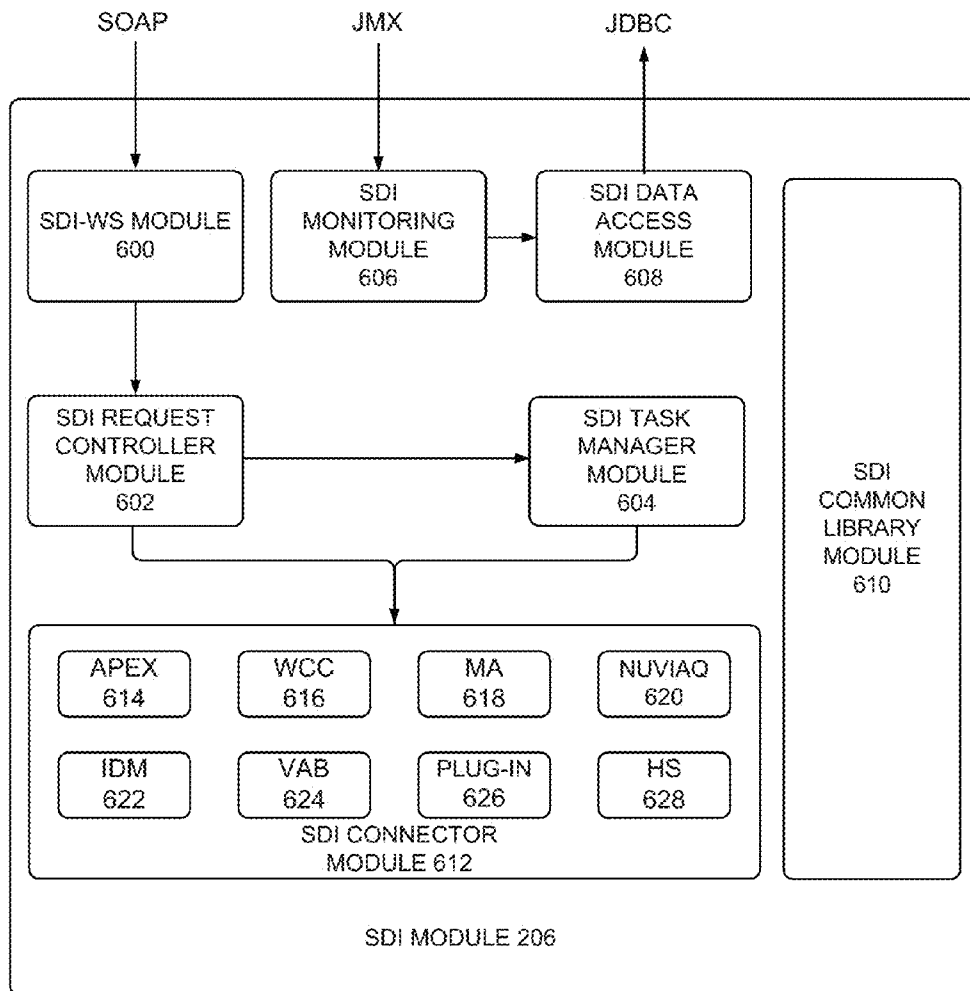 SOAP
JMX
JDBC
SDI-WS MODULE
600
SDI
MONITORING
MODULE
606
SDI DATA
ACCESS
MODULE
608
SDI REQUEST
CONTROLLER
MODULE
602
SDI TASK
MANAGER
MODULE
604
SDI
COMMON
LIBRARY
MODULE
610
APEX
614
WCC
616
MA
618
NUVIAQ
620
IDM
622
VAB
624
PLUG-IN
626
HS
628
SDI CONNECTOR
MODULE 612
SDI MODULE 206